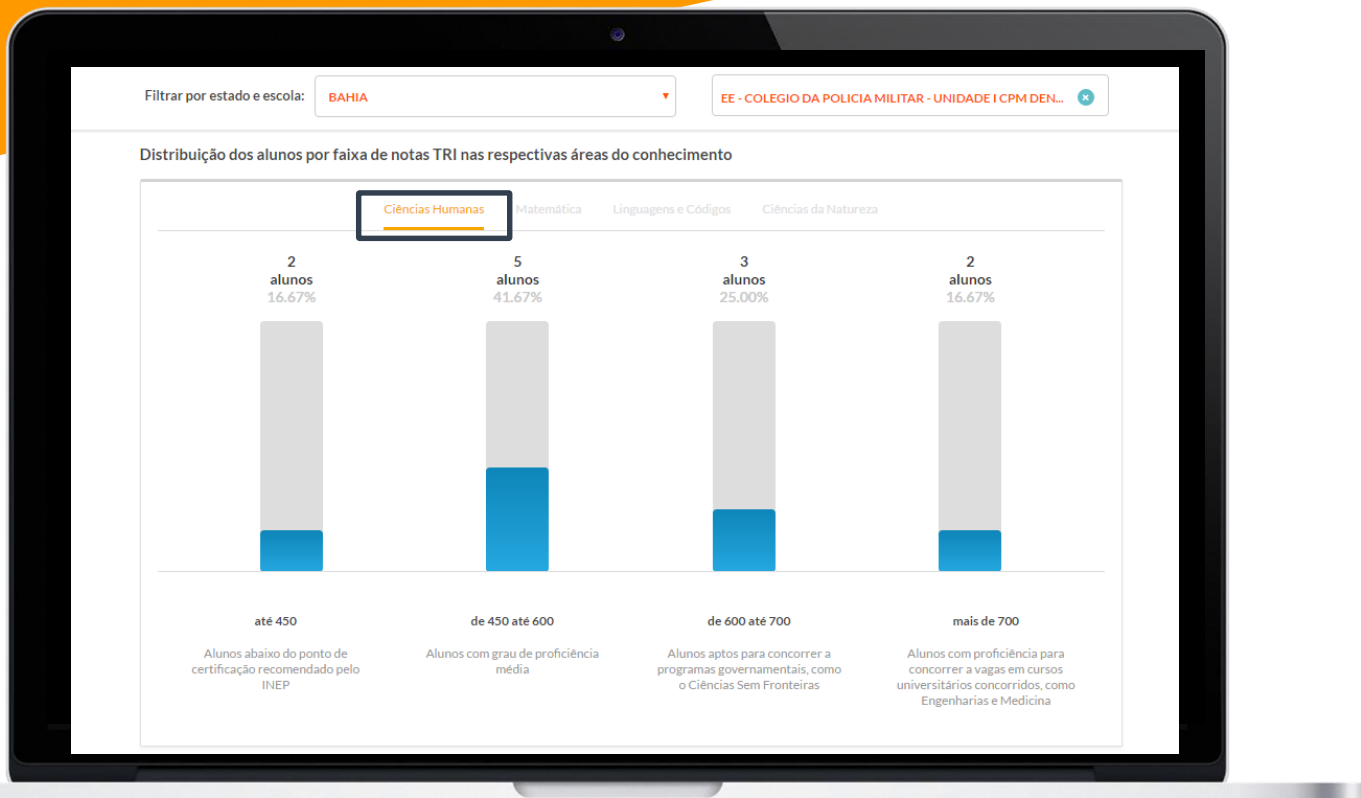 Filtrar por estado e escola:
BAHIA
EE - COLEGIO DA POLICIA MILITAR - UNIDADE I CPM DEN...
Distribuição dos alunos por faixa de notas TRI nas respectivas áreas do conhecimento
Ciências Humanas Matemática Linguagens e Códigos Ciências da Natureza
2
alunos
16.67%
5
alunos
41.67%
3
alunos
25.00%
2
alunos
16.67%
até 450
Alunos abaixo do ponto de
certificação recomendado pelo
INEP
de 450 até 600
Alunos com grau de proficiência
média
de 600 até 700
Alunos aptos para concorrer a
programas governamentais, como
o Ciências Sem Fronteiras
mais de 700
Alunos com proficiência para
concorrer a vagas em cursos
universitários concorridos, como
Engenharias e Medicina